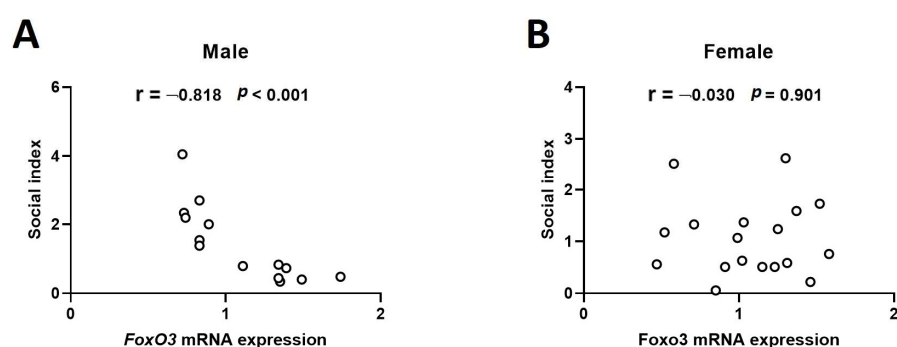 A
Male
r = −0.818 p < 0.001
6
4
2
0
Social index
0 1 2
FoxO3 mRNA expression
B
Female
r = −0.030 p = 0.901
4
3
2
1
0
Social index
0 1 2
Foxo3 mRNA expression